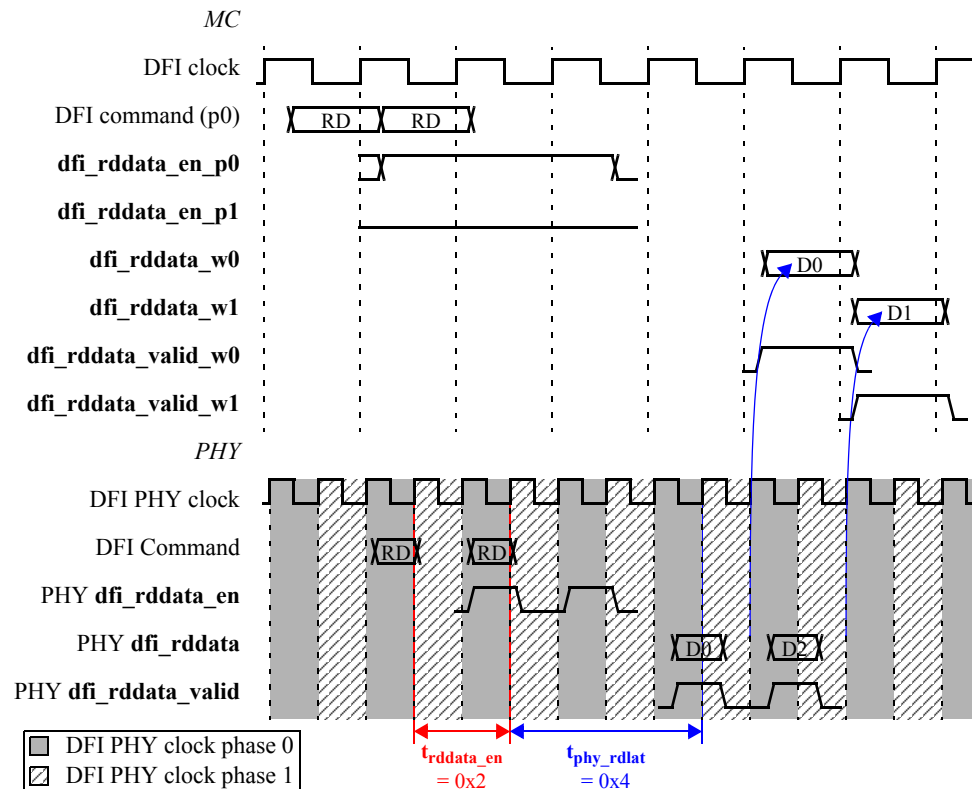 MC
DFI clock
DFI command (p0)
RD
RD
dfi_rddata_en_p0
dfi_rddata_en_p1
dfi_rddata_w0
D0
dfi_rddata_w1
D1
dfi_rddata_valid_w0
dfi_rddata_valid_w1
PHY
DFI PHY clock
DFI Command
RD
RD
PHY dfi_rddata_en
PHY dfi_rddata
D0
D2
PHY dfi_rddata_valid
DFI PHY clock phase 0
DFI PHY clock phase 1
trddata_en
= 0x2
tphy_rdlat
= 0x4